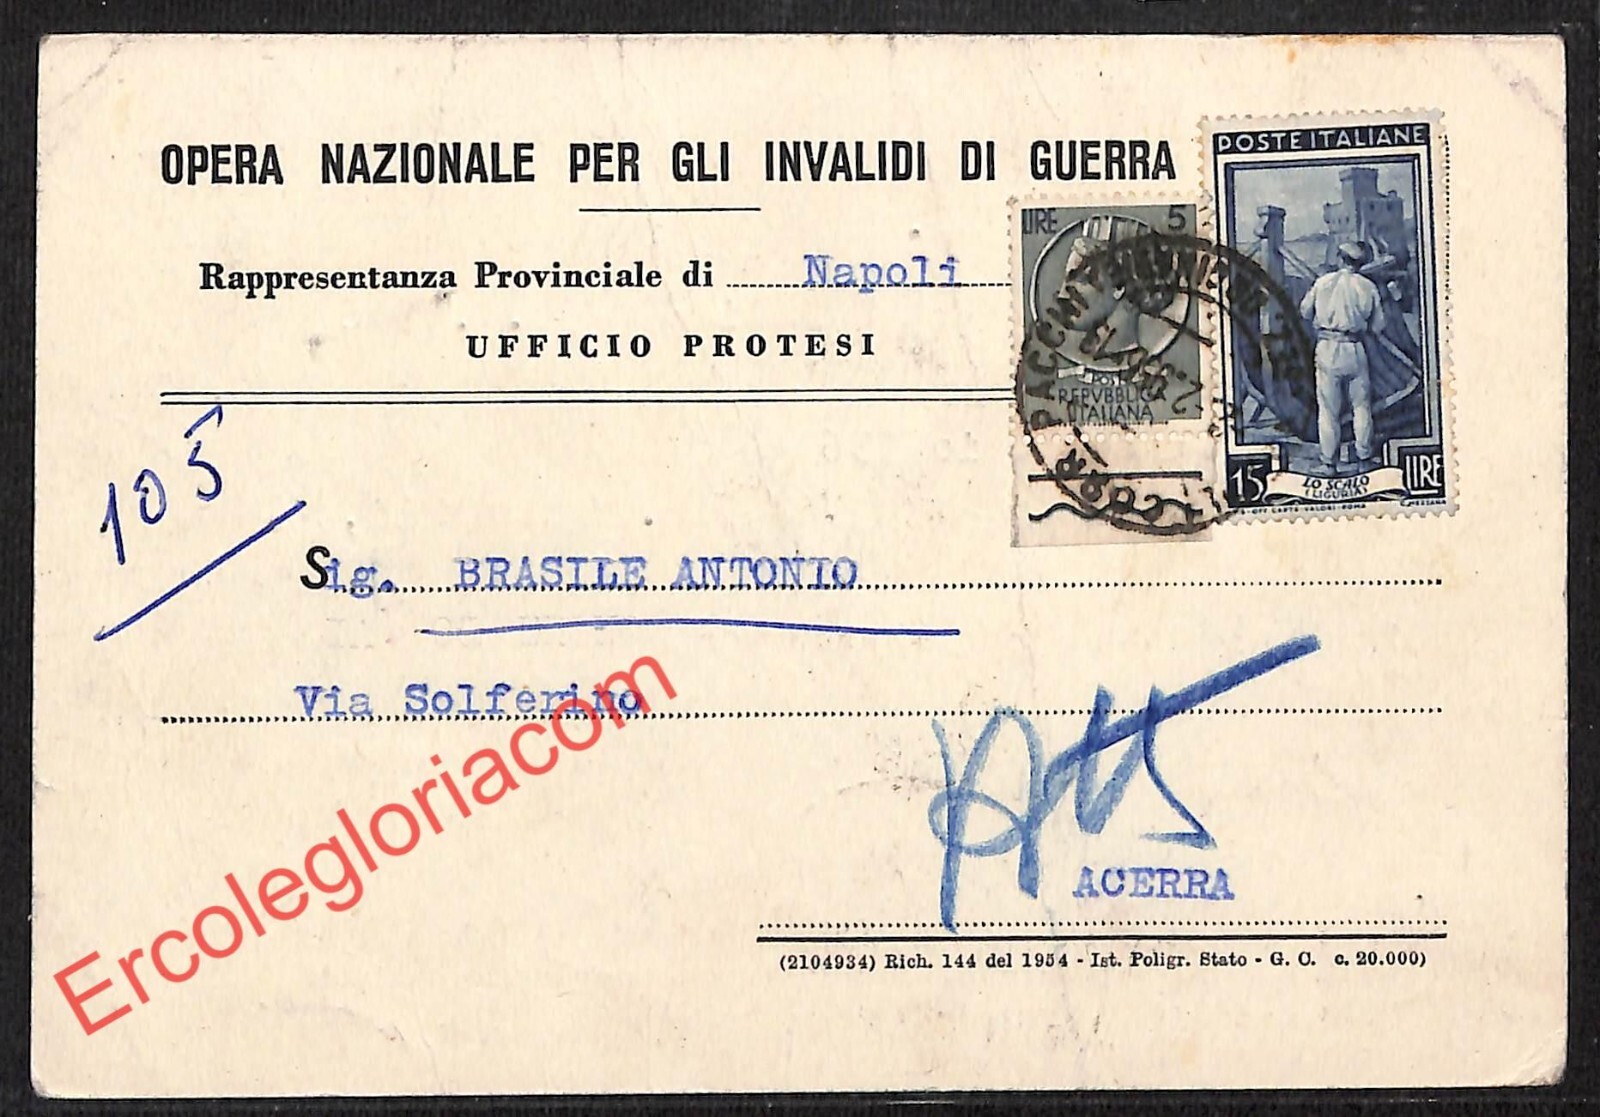 OPERA NAZIONALE PER GLI INVALIDI DI GUERRA
POSTE ITALIANE
LIRE 5
Rappresentanza Provinciale di Napoli
UFFICIO PROTESI
REPVBBLICA
ITALIANA
15 LO SCALO LIRE
(LIGURIA)
105
Sig. BRASILE ANTONIO
Via Solferino
ACERRA
(2104934) Rich. 144 del 1954 - Ist. Poligr. Stato - G. C. c. 20.000)
Ercolegloriacom